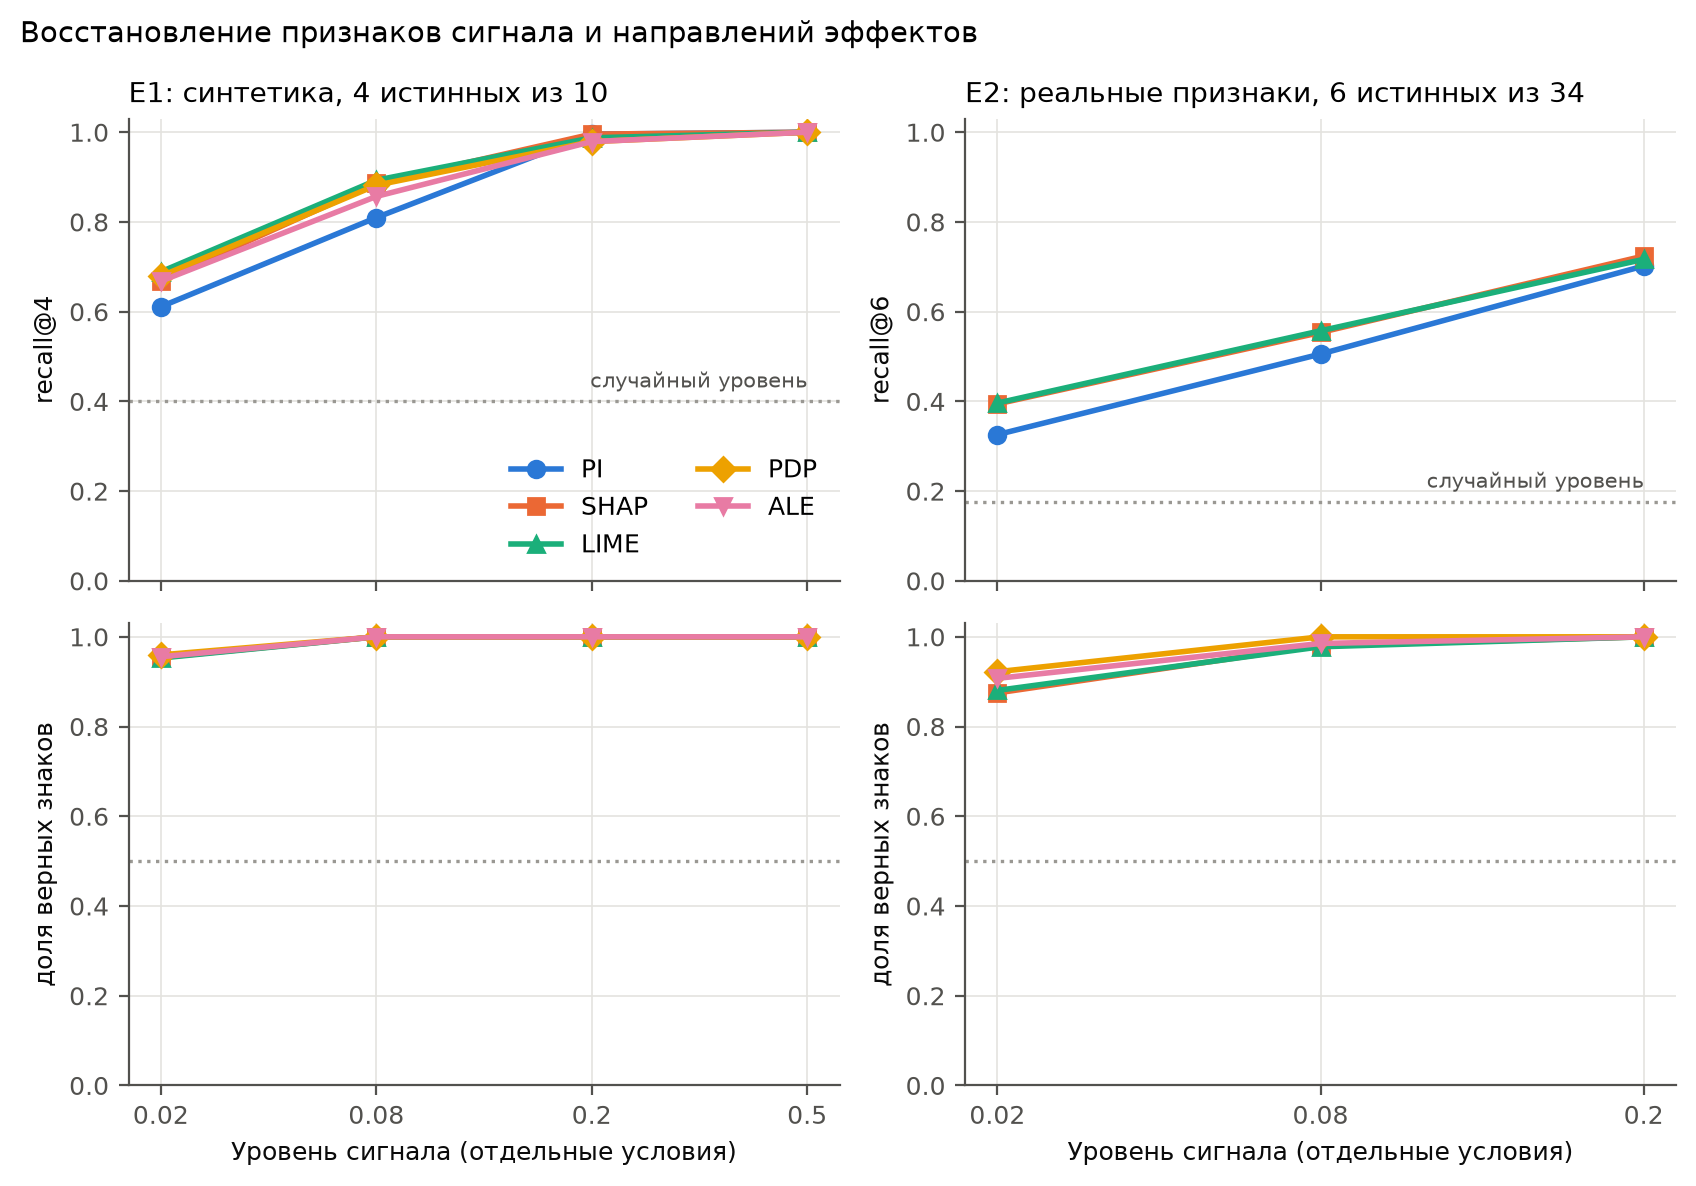 Восстановление признаков сигнала и направлений эффектов
E1: синтетика, 4 истинных из 10
1.0
0.8
0.6
0.4
0.2
0.0
recall@4
случайный уровень
PI
SHAP
LIME
PDP
ALE
E2: реальные признаки, 6 истинных из 34
1.0
0.8
0.6
0.4
0.2
0.0
recall@6
случайный уровень
1.0
0.8
0.6
0.4
0.2
0.0
доля верных знаков
0.02 0.08 0.2 0.5
Уровень сигнала (отдельные условия)
1.0
0.8
0.6
0.4
0.2
0.0
доля верных знаков
0.02 0.08 0.2
Уровень сигнала (отдельные условия)